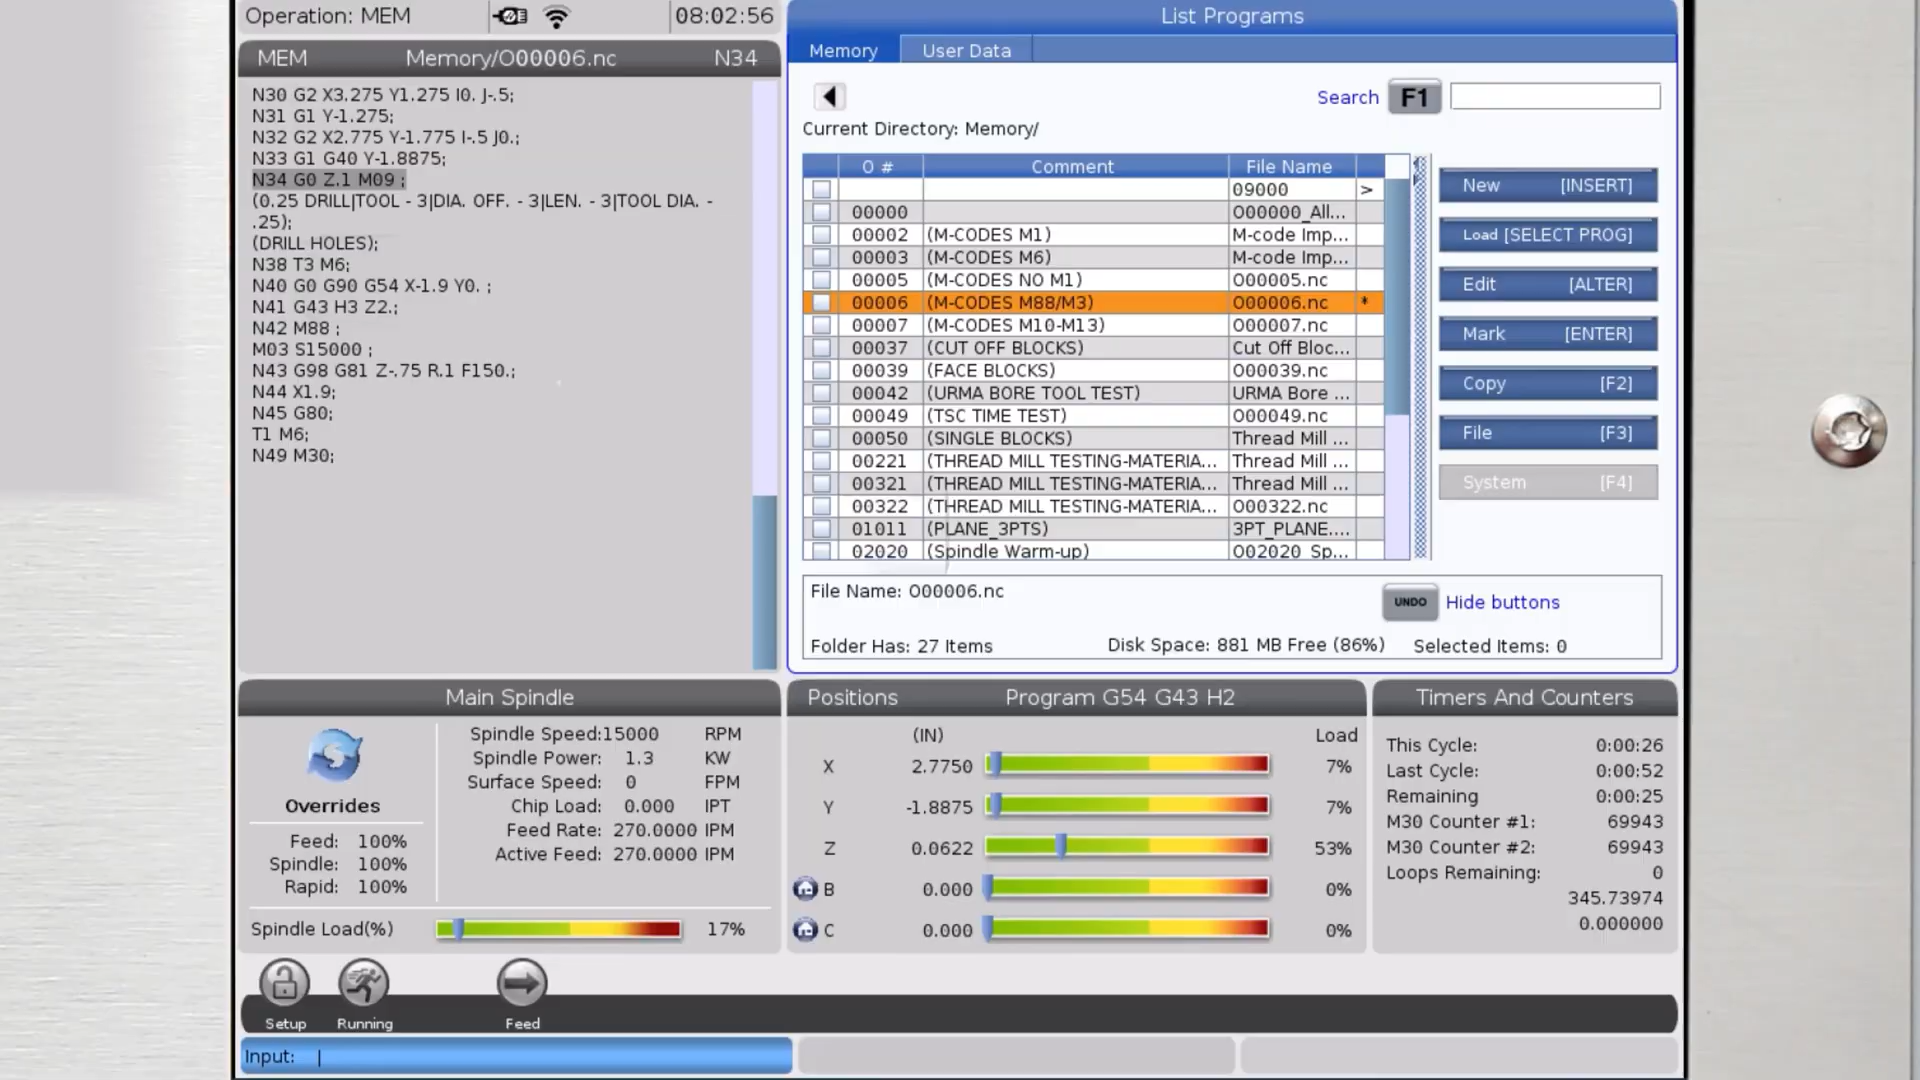 Operation: MEM
08:02:56
MEM Memory/O00006.nc N34
N30 G2 X3.275 Y1.275 I0. J-.5;
N31 G1 Y-1.275;
N32 G2 X2.775 Y-1.775 I-.5 J0.;
N33 G1 G40 Y-1.8875;
N34 G0 Z.1 M09 ;
(0.25 DRILL|TOOL - 3|DIA. OFF. - 3|LEN. - 3|TOOL DIA. -
.25);
(DRILL HOLES);
N38 T3 M6;
N40 G0 G90 G54 X-1.9 Y0. ;
N41 G43 H3 Z2.;
N42 M88 ;
M03 S15000 ;
N43 G98 G81 Z-.75 R.1 F150.;
N44 X1.9;
N45 G80;
T1 M6;
N49 M30;
List Programs
Memory User Data
Search F1
Current Directory: Memory/
O # Comment File Name
09000 >
00000 O00000_All...
00002 (M-CODES M1) M-code Imp...
00003 (M-CODES M6) M-code Imp...
00005 (M-CODES NO M1) O00005.nc
00006 (M-CODES M88/M3) O00006.nc *
00007 (M-CODES M10-M13) O00007.nc
00037 (CUT OFF BLOCKS) Cut Off Bloc...
00039 (FACE BLOCKS) O00039.nc
00042 (URMA BORE TOOL TEST) URMA Bore ...
00049 (TSC TIME TEST) O00049.nc
00050 (SINGLE BLOCKS) Thread Mill ...
00221 (THREAD MILL TESTING-MATERIA... Thread Mill ...
00321 (THREAD MILL TESTING-MATERIA... Thread Mill ...
00322 (THREAD MILL TESTING-MATERIA... O00322.nc
01011 (PLANE_3PTS) 3PT_PLANE....
02020 (Spindle Warm-up) O02020 Sp...
New [INSERT]
Load [SELECT PROG]
Edit [ALTER]
Mark [ENTER]
Copy [F2]
File [F3]
System [F4]
File Name: O00006.nc
UNDO Hide buttons
Folder Has: 27 Items Disk Space: 881 MB Free (86%) Selected Items: 0
Main Spindle
Overrides
Feed: 100%
Spindle: 100%
Rapid: 100%
Spindle Speed:15000 RPM
Spindle Power: 1.3 KW
Surface Speed: 0 FPM
Chip Load: 0.000 IPT
Feed Rate: 270.0000 IPM
Active Feed: 270.0000 IPM
Spindle Load(%) 17%
Positions Program G54 G43 H2
(IN) Load
X 2.7750 7%
Y -1.8875 7%
Z 0.0622 53%
B 0.000 0%
C 0.000 0%
Timers And Counters
This Cycle: 0:00:26
Last Cycle: 0:00:52
Remaining 0:00:25
M30 Counter #1: 69943
M30 Counter #2: 69943
Loops Remaining: 0
345.73974
0.000000
Setup Running Feed
Input: |